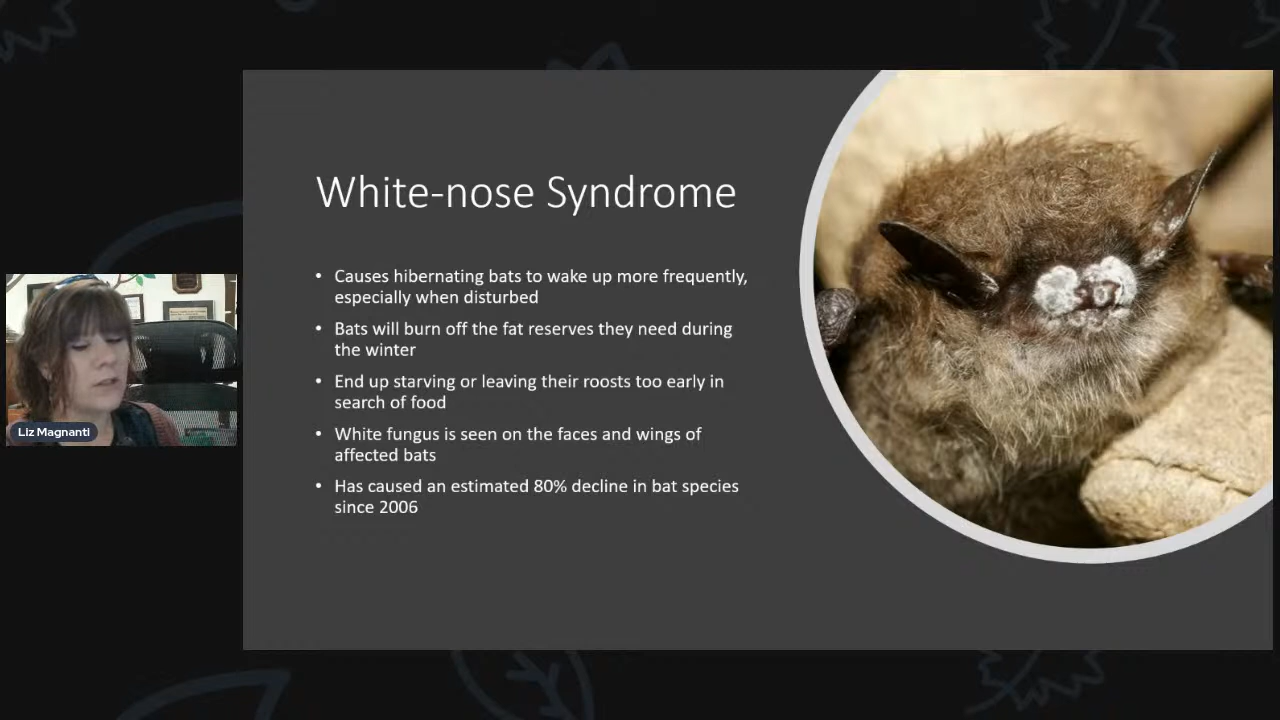 White-nose Syndrome
• Causes hibernating bats to wake up more frequently,
especially when disturbed
• Bats will burn off the fat reserves they need during
the winter
• End up starving or leaving their roosts too early in
search of food
• White fungus is seen on the faces and wings of
affected bats
• Has caused an estimated 80% decline in bat species
since 2006
Liz Magnanti